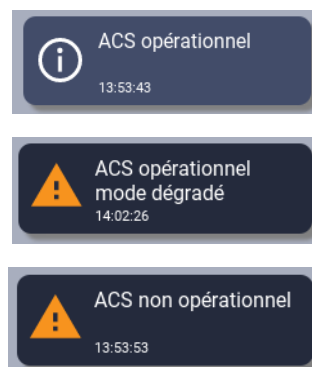 ACS opérationnel
13:53:43
ACS opérationnel
mode dégradé
14:02:26
ACS non opérationnel
13:53:53